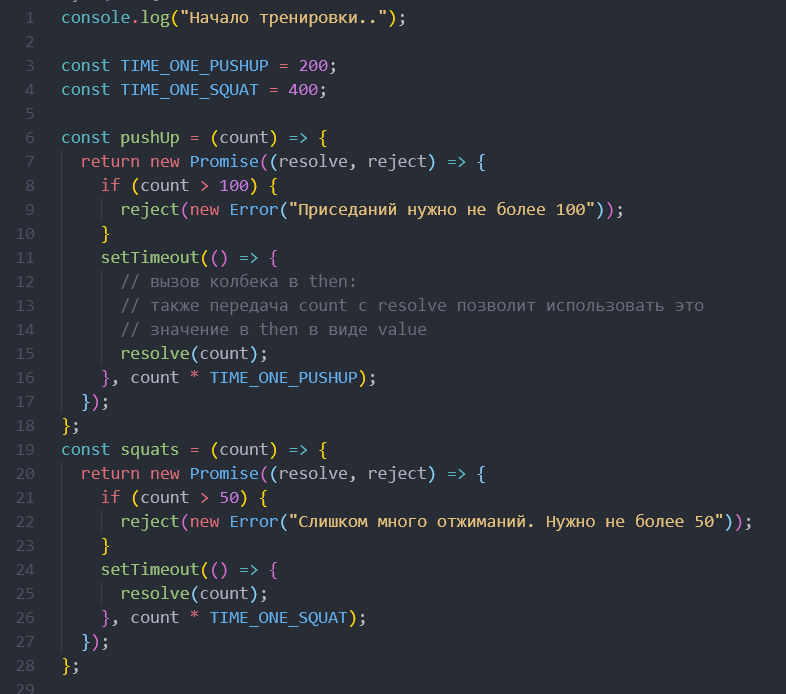 1 console.log("Начало тренировки..");
2
3 const TIME_ONE_PUSHUP = 200;
4 const TIME_ONE_SQUAT = 400;
5
6 const pushUp = (count) => {
7   return new Promise((resolve, reject) => {
8     if (count > 100) {
9       reject(new Error("Приседаний нужно не более 100"));
10     }
11     setTimeout(() => {
12       // вызов колбека в then:
13       // также передача count с resolve позволит использовать это
14       // значение в then в виде value
15       resolve(count);
16     }, count * TIME_ONE_PUSHUP);
17   });
18 };
19 const squats = (count) => {
20   return new Promise((resolve, reject) => {
21     if (count > 50) {
22       reject(new Error("Слишком много отжиманий. Нужно не более 50"));
23     }
24     setTimeout(() => {
25       resolve(count);
26     }, count * TIME_ONE_SQUAT);
27   });
28 };
29